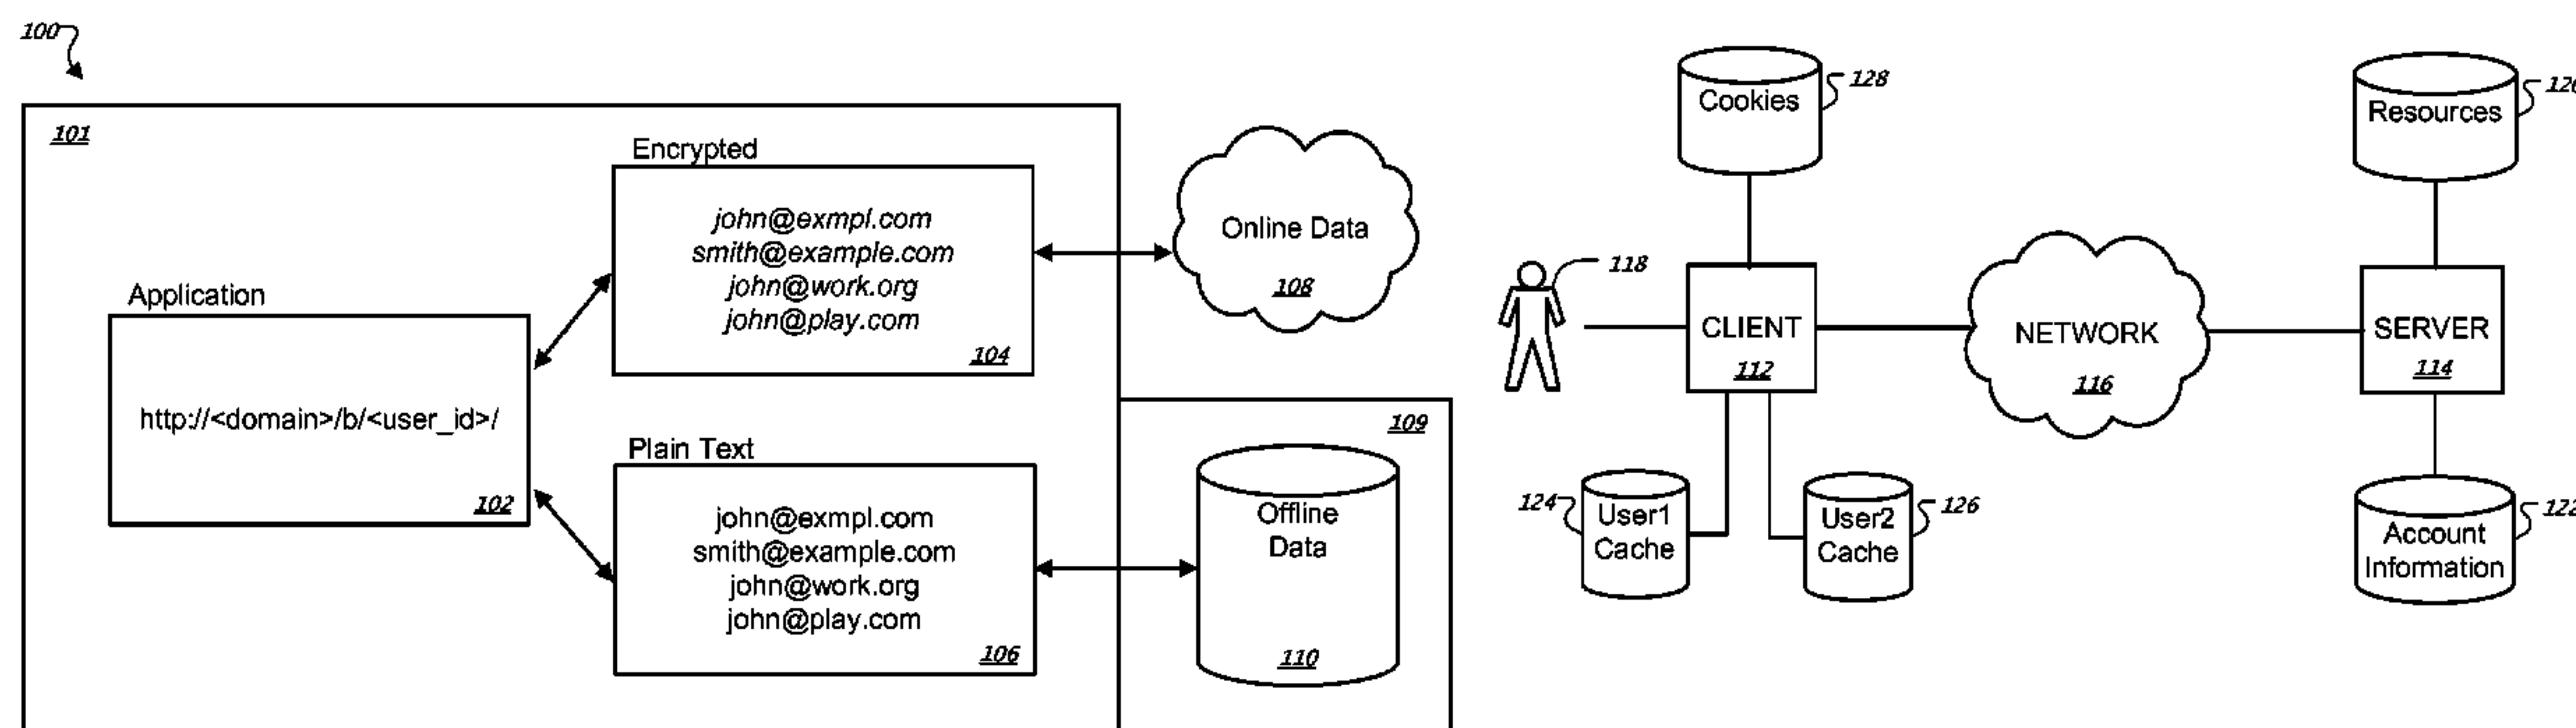 100
101
Encrypted
john@exmpl.com
smith@example.com
john@work.org
john@play.com
104
Application
http://<domain>/b/<user_id>/
102
Plain Text
john@exmpl.com
smith@example.com
john@work.org
john@play.com
106
Online Data
108
109
Offline
Data
110
Cookies
128
118
CLIENT
112
124
User1
Cache
User2
Cache
126
NETWORK
116
Resources
SERVER
114
Account
Information
122